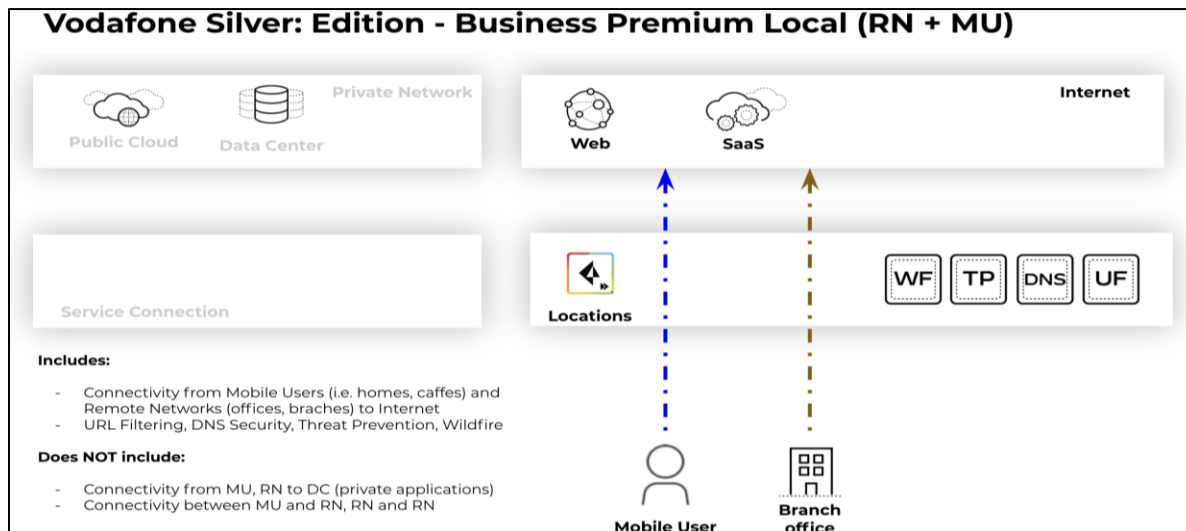 Vodafone Silver: Edition - Business Premium Local (RN + MU)
Private Network
Public Cloud
Data Center
Internet
Web
SaaS
Service Connection
Locations
WF
TP
DNS
UF
Includes:
- Connectivity from Mobile Users (i.e. homes, caffes) and
Remote Networks (offices, braches) to Internet
- URL Filtering, DNS Security, Threat Prevention, Wildfire
Does NOT include:
- Connectivity from MU, RN to DC (private applications)
- Connectivity between MU and RN, RN and RN
Mobile User
Branch
office